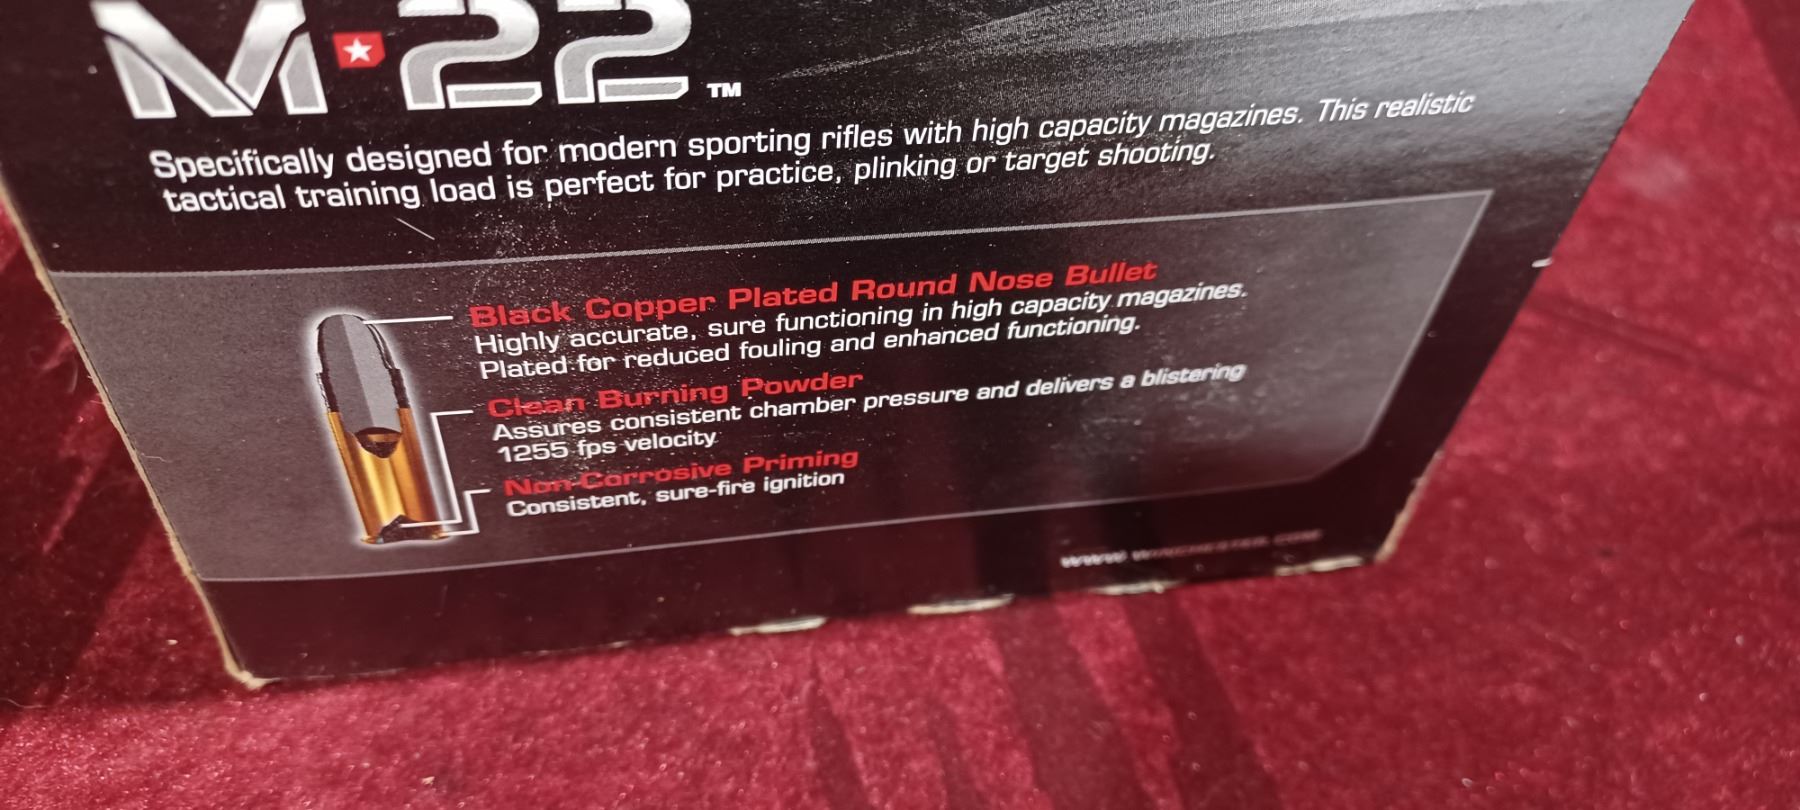 M★22™
Specifically designed for modern sporting rifles with high capacity magazines. This realistic
tactical training load is perfect for practice, plinking or target shooting.
Black Copper Plated Round Nose Bullet
Highly accurate, sure functioning in high capacity magazines.
Plated for reduced fouling and enhanced functioning.
Clean Burning Powder
Assures consistent chamber pressure and delivers a blistering
1255 fps velocity
Non-Corrosive Priming
Consistent, sure-fire ignition
WWW.WINCHESTER.COM